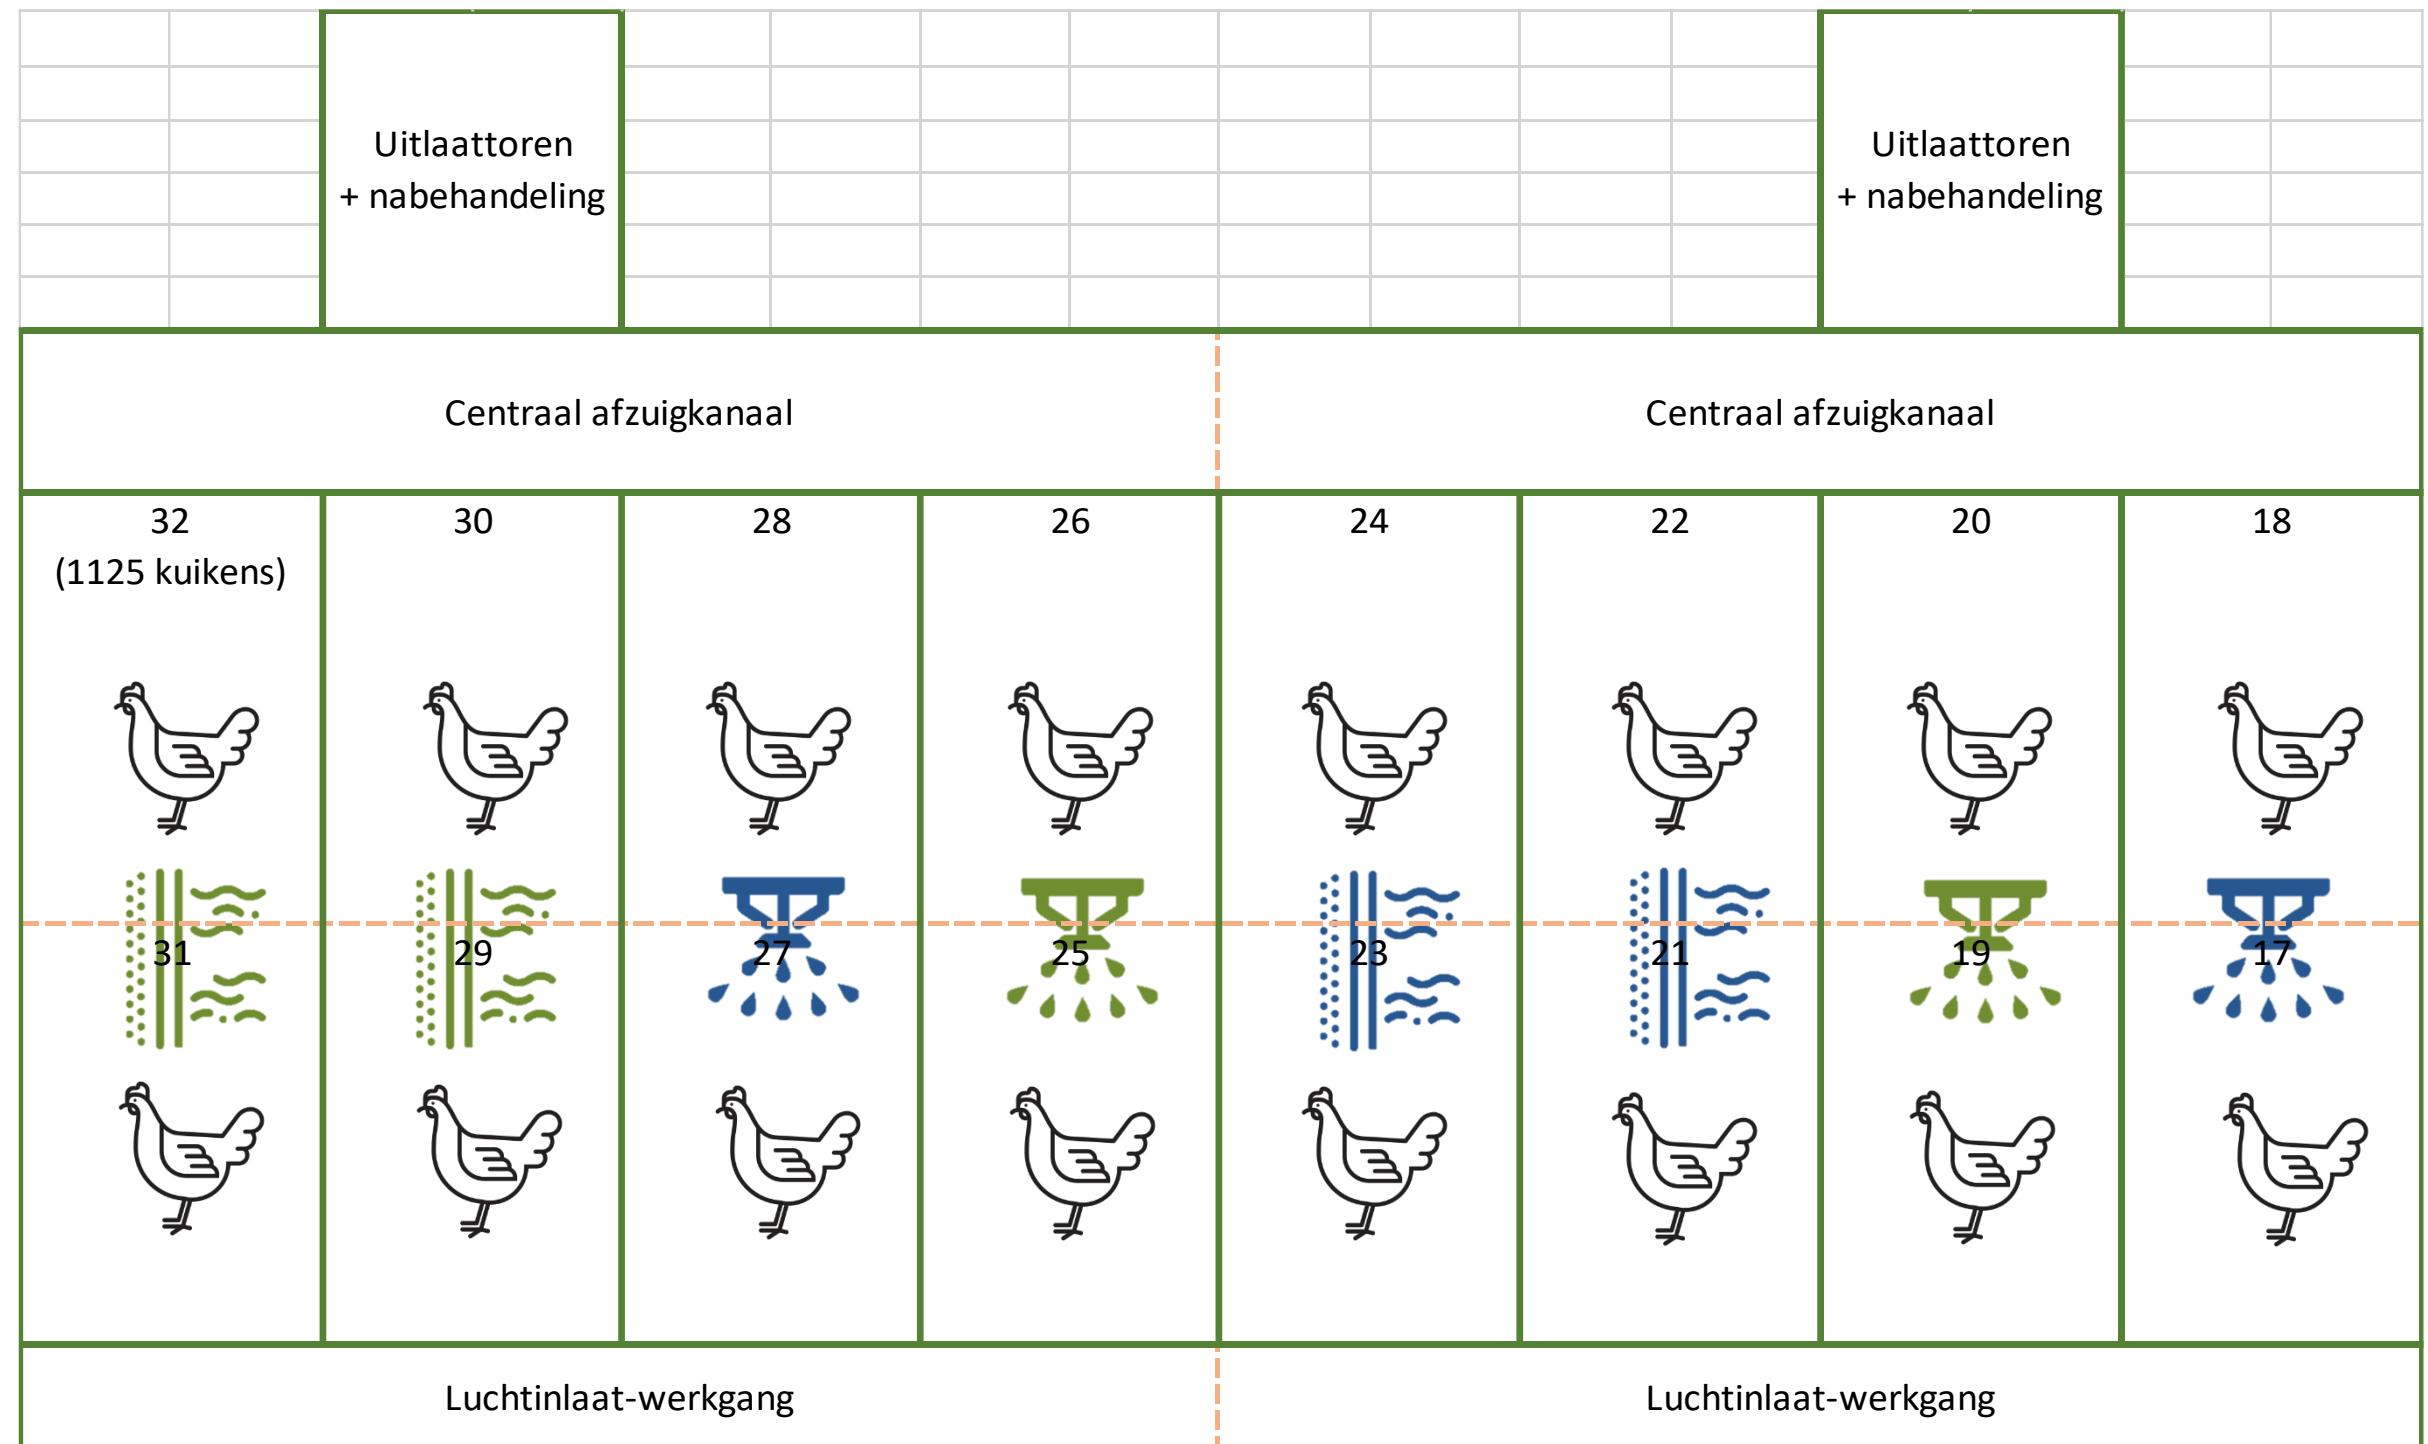 Uitlaattoren
+ nabehandeling
Uitlaattoren
+ nabehandeling
Centraal afzuigkanaal
Centraal afzuigkanaal
32
(1125 kuikens)
30
28
26
24
22
20
18
31
29
27
25
23
21
19
17
Luchtinlaat-werkgang
Luchtinlaat-werkgang